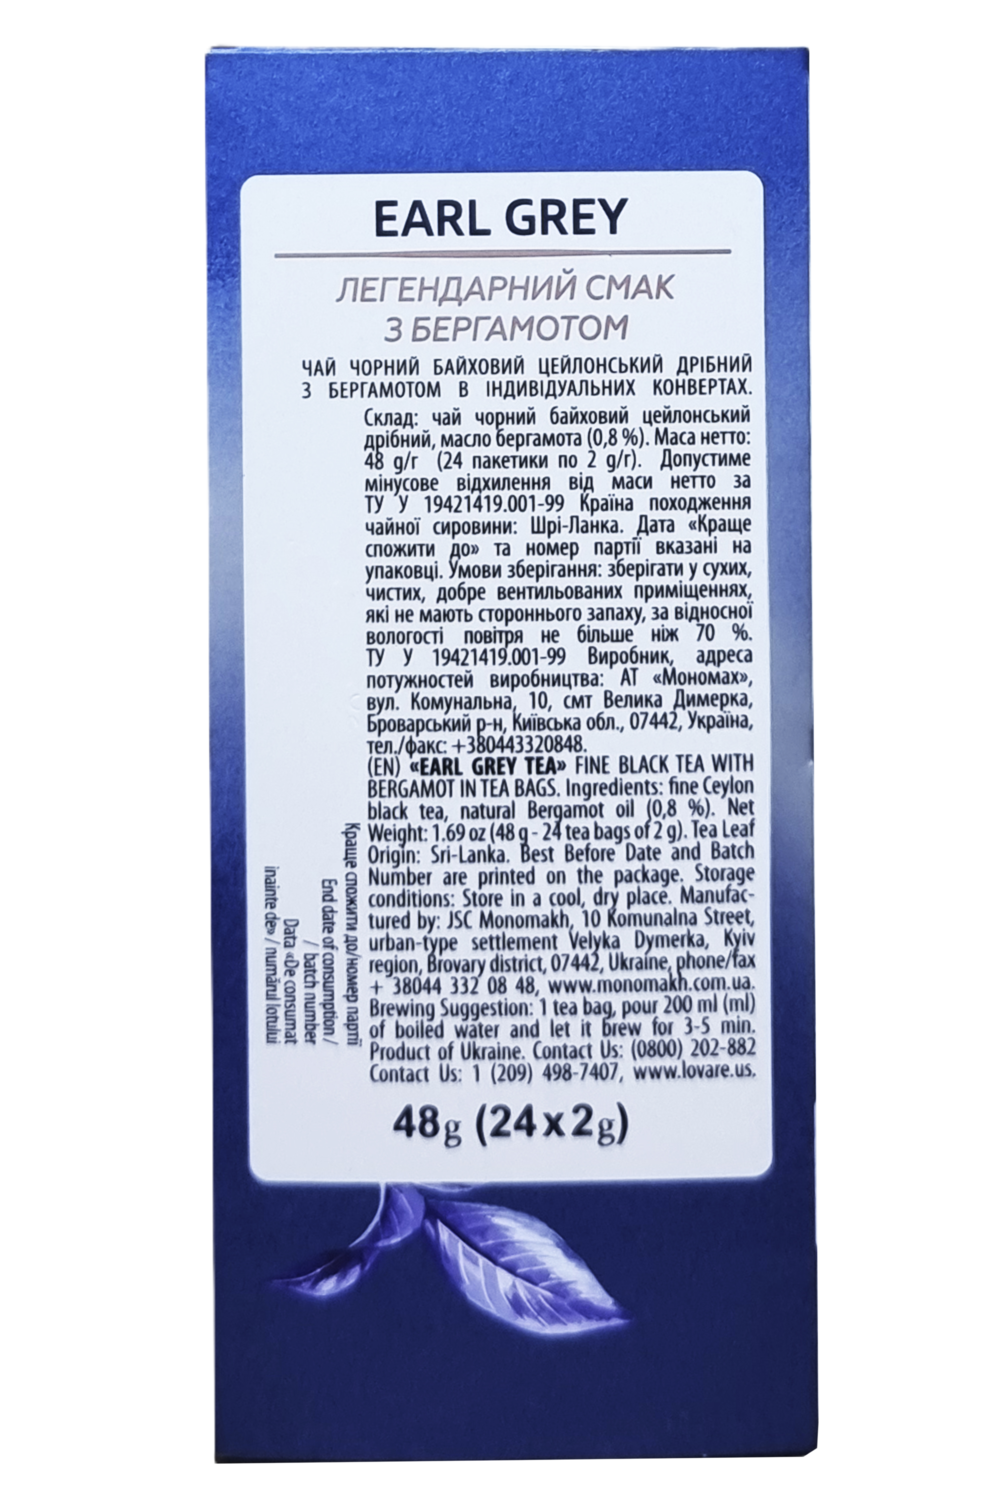 EARL GREY
ЛЕГЕНДАРНИЙ СМАК
З БЕРГАМОТОМ
ЧАЙ ЧОРНИЙ БАЙХОВИЙ ЦЕЙЛОНСЬКИЙ ДРІБНИЙ
З БЕРГАМОТОМ В ІНДИВІДУАЛЬНИХ КОНВЕРТАХ.
Склад: чай чорний байховий цейлонський
дрібний, масло бергамота (0,8 %). Маса нетто:
48 g/г (24 пакетики по 2 g/г). Допустиме
мінусове відхилення від маси нетто за
ТУ У 19421419.001-99 Країна походження
чайної сировини: Шрі-Ланка. Дата «Краще
спожити до» та номер партії вказані на
упаковці. Умови зберігання: зберігати у сухих,
чистих, добре вентильованих приміщеннях,
які не мають стороннього запаху, за відносної
вологості повітря не більше ніж 70 %.
ТУ У 19421419.001-99 Виробник, адреса
потужностей виробництва: АТ «Мономах»,
вул. Комунальна, 10, смт Велика Димерка,
Броварський р-н, Київська обл., 07442, Україна,
тел./факс: +380443320848.
(EN) «EARL GREY TEA» FINE BLACK TEA WITH
BERGAMOT IN TEA BAGS. Ingredients: fine Ceylon
black tea, natural Bergamot oil (0,8 %). Net
Weight: 1.69 oz (48 g - 24 tea bags of 2 g). Tea Leaf
Origin: Sri-Lanka. Best Before Date and Batch
Number are printed on the package. Storage
conditions: Store in a cool, dry place. Manufac-
tured by: JSC Monomakh, 10 Komunalna Street,
urban-type settlement Velyka Dymerka, Kyiv
region, Brovary district, 07442, Ukraine, phone/fax
+ 38044 332 08 48, www.monomakh.com.ua.
Brewing Suggestion: 1 tea bag, pour 200 ml (ml)
of boiled water and let it brew for 3-5 min.
Product of Ukraine. Contact Us: (0800) 202-882
Contact Us: 1 (209) 498-7407, www.lovare.us.
Краще спожити до/номер партії
End date of consumption /
/ batch number
Data «De consumat
inainte de» / numărul lotului
48g (24x2g)